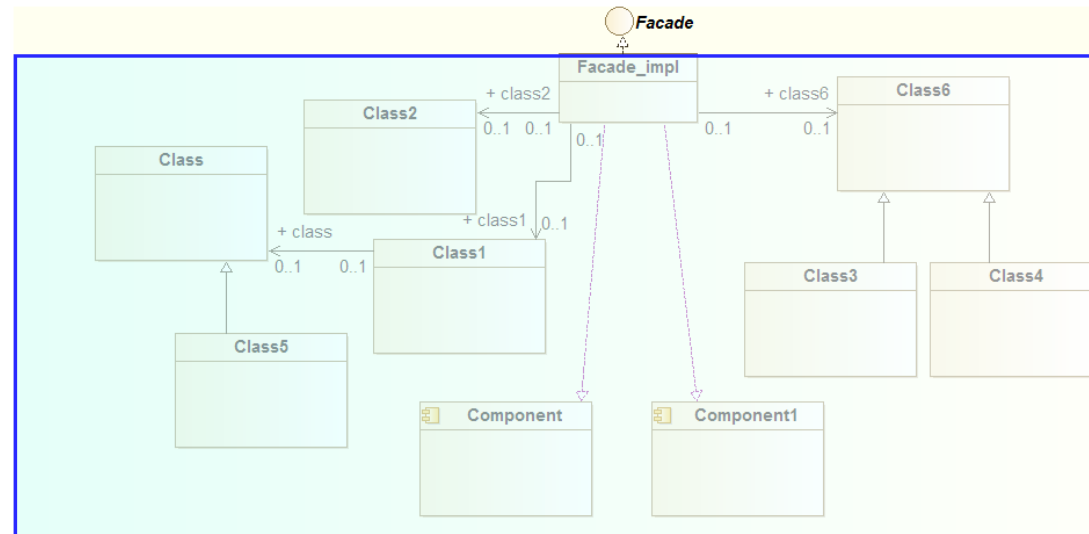 Facade
Facade_impl
+ class2
+ class6
Class6
Class2
0..1 0..1
0..1
0..1
0..1
Class
+ class1
0..1
+ class
Class1
0..1
0..1
Class3
Class4
Class5
Component
Component1